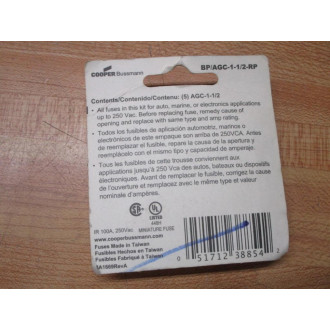 COOPER Bussmann
BP/AGC-1-1/2-RP
Contents/Contenido/Contenu: (5) AGC-1-1/2
• All fuses in this kit for auto, marine, or electronics applications
up to 250 Vac. Before replacing fuse, remedy cause of
opening and replace with same type and amp rating.
• Todos los fusibles de aplicación automotraz, marinos o
electrónicos de este empaque son arriba de 250VCA. Antes
de reemplazar el fusible, repare la causa de la apertura y
reemplácelo con el mismo tipo y capacidad de amperaje.
• Tous les fusibles de cette trousse conviennent aux
applications jusqu'à 250 Vca des autos, bateaux ou dispositifs
électroniques. Avant de remplacer le fusible, corrigez la cause
de l'ouverture et remplacez avec le même type et valeur
nominale d'ampères.
UL
LISTED
IR 100A, 250Vac. MINIATURE FUSE
www.cooperbussmann.com
Fuses Made in Taiwan
Fusibles Hechos en Taiwan
Fusibles Fabriqué à Taiwan
0 51712 38854 2